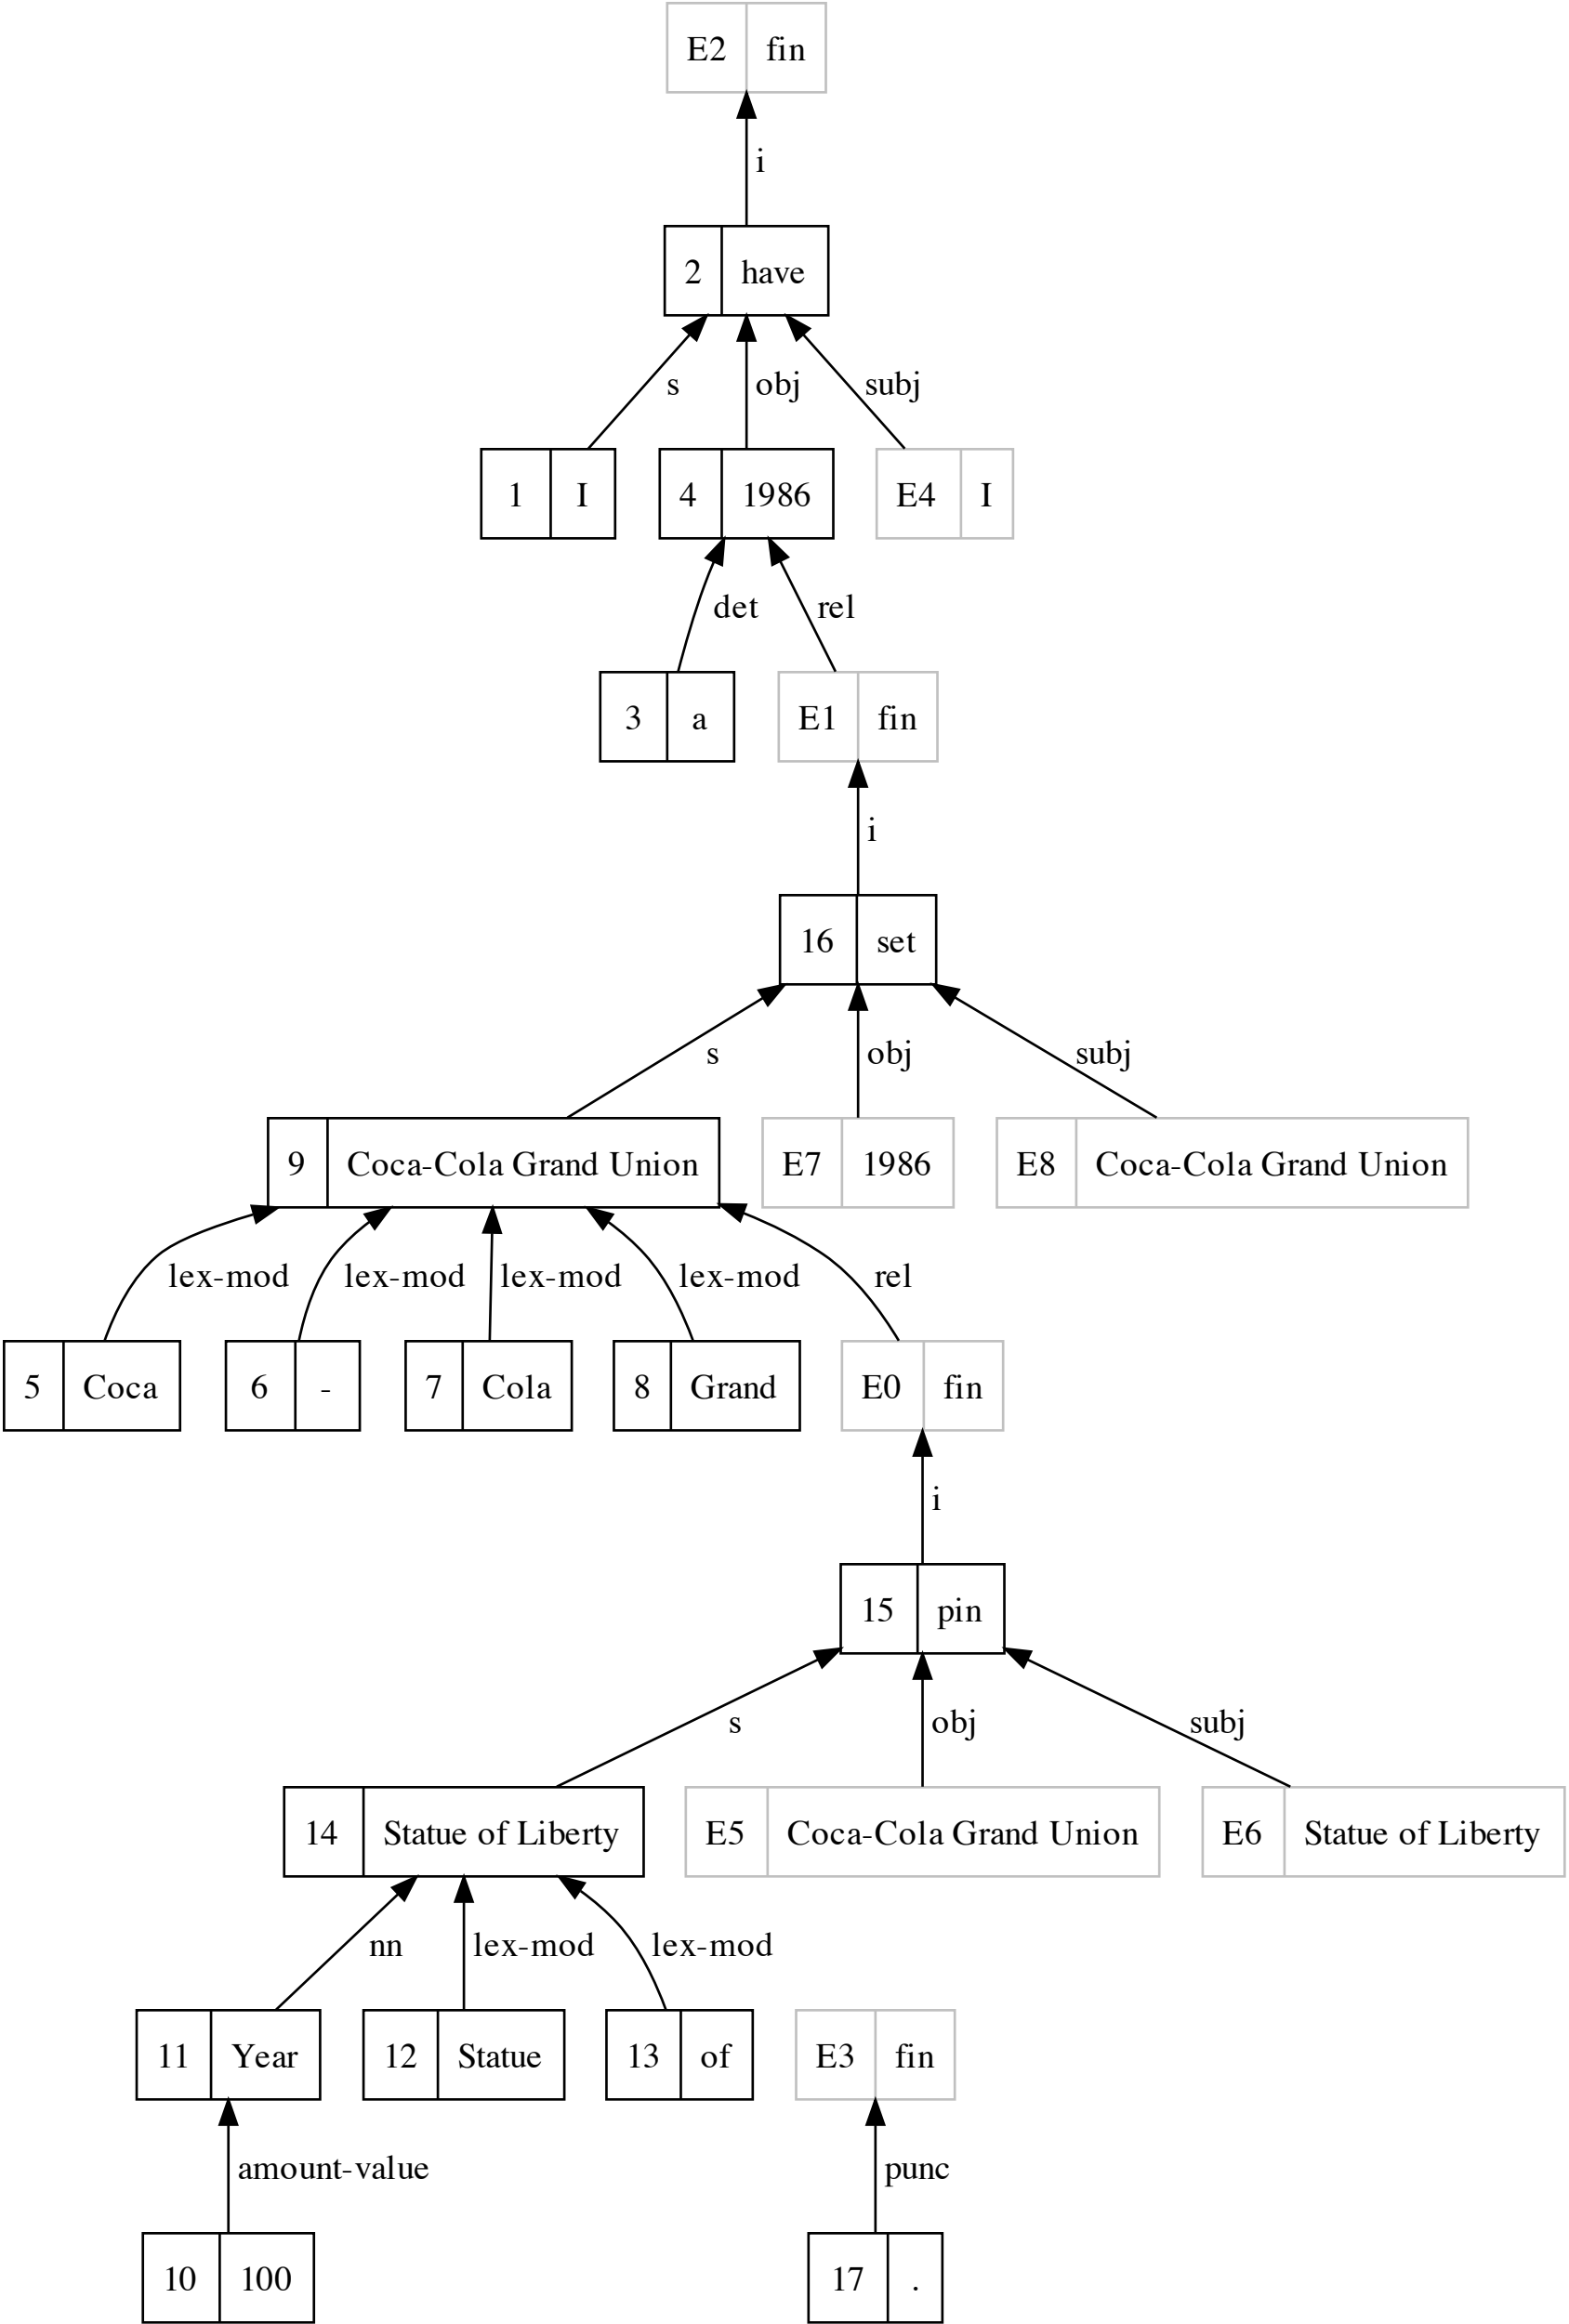 E2 fin
i
2 have
s obj subj
1 I 4 1986 E4 I
det rel
3 a E1 fin
i
16 set
s obj subj
9 Coca-Cola Grand Union E7 1986 E8 Coca-Cola Grand Union
lex-mod lex-mod lex-mod lex-mod rel
5 Coca 6 - 7 Cola 8 Grand E0 fin
i
15 pin
s obj subj
14 Statue of Liberty E5 Coca-Cola Grand Union E6 Statue of Liberty
nn lex-mod lex-mod
11 Year 12 Statue 13 of E3 fin
amount-value punc
10 100 17 .